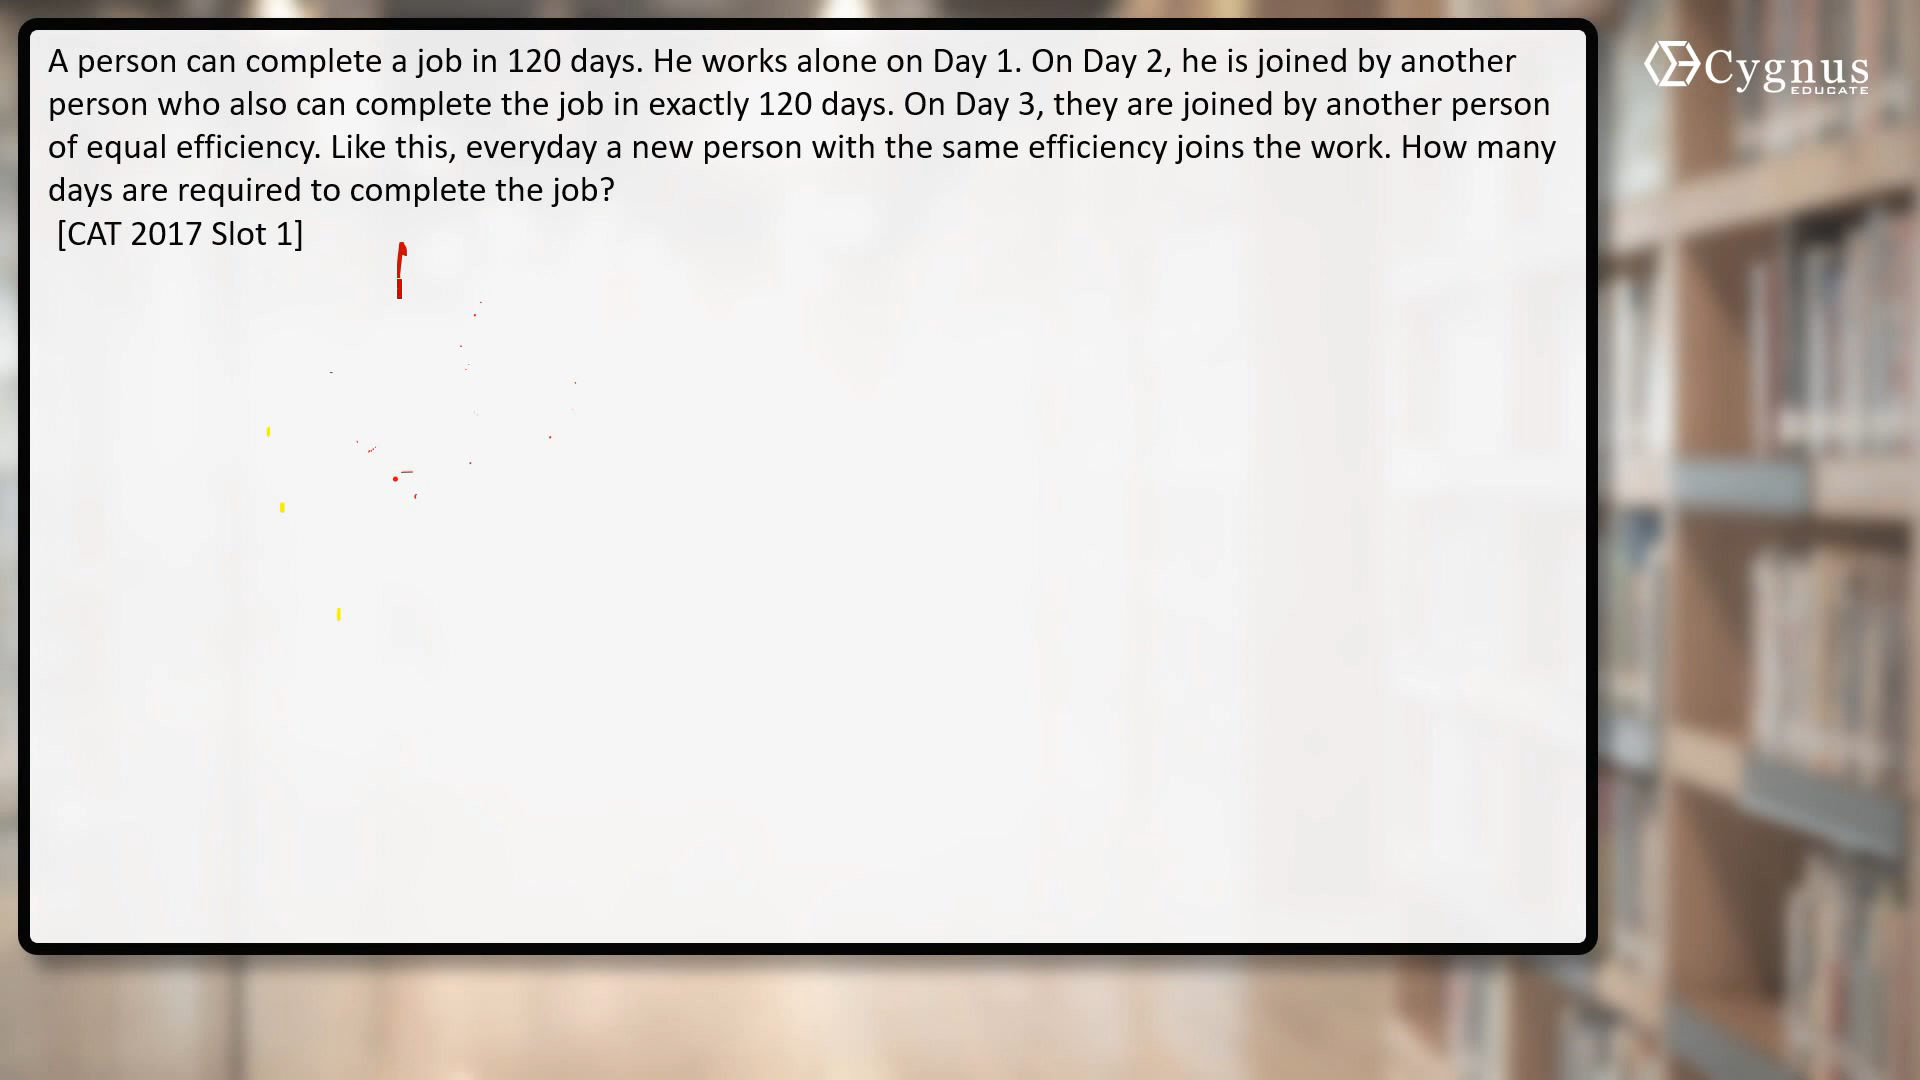 A person can complete a job in 120 days. He works alone on Day 1. On Day 2, he is joined by another
person who also can complete the job in exactly 120 days. On Day 3, they are joined by another person
of equal efficiency. Like this, everyday a new person with the same efficiency joins the work. How many
days are required to complete the job?
[CAT 2017 Slot 1]
Cygnus
EDUCATE